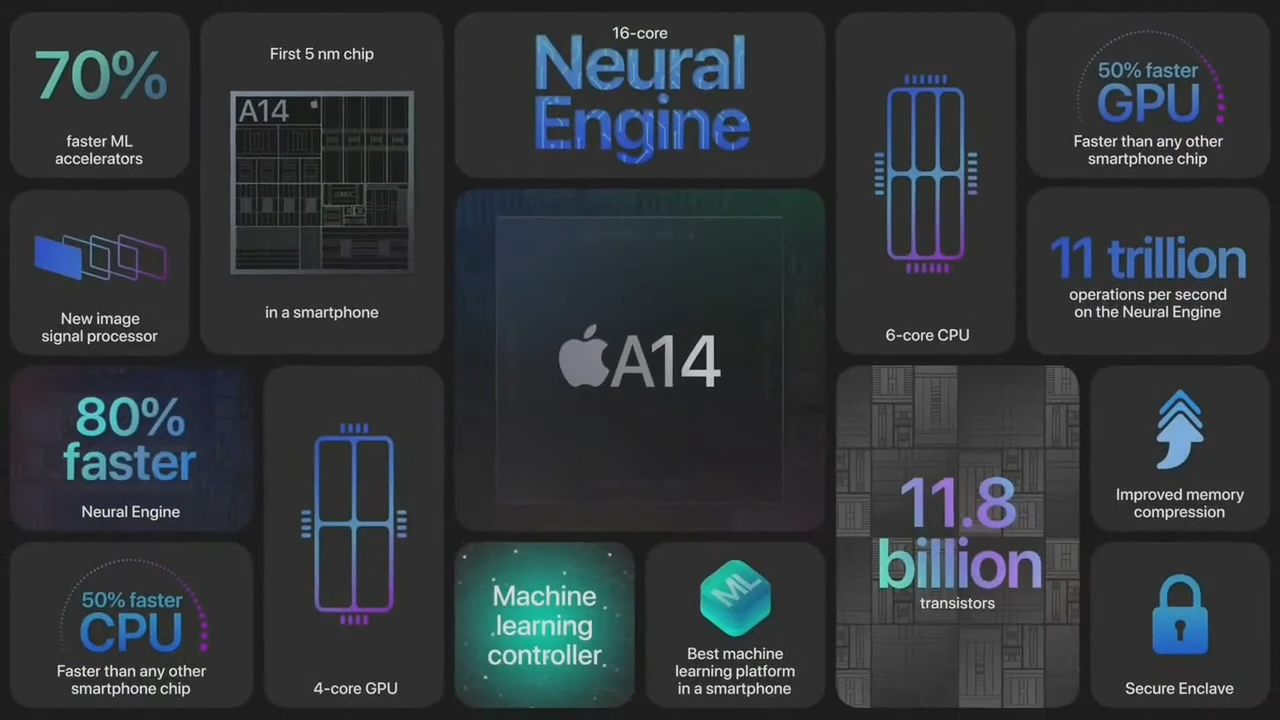 70%
faster ML
accelerators
First 5 nm chip
A14
in a smartphone
16-core
Neural
Engine
6-core CPU
50% faster
GPU
Faster than any other
smartphone chip
New image
signal processor
A14
11 trillion
operations per second
on the Neural Engine
80%
faster
Neural Engine
4-core GPU
11.8
billion
transistors
Improved memory
compression
50% faster
CPU
Faster than any other
smartphone chip
Machine
learning
controller
ML
Best machine
learning platform
in a smartphone
Secure Enclave